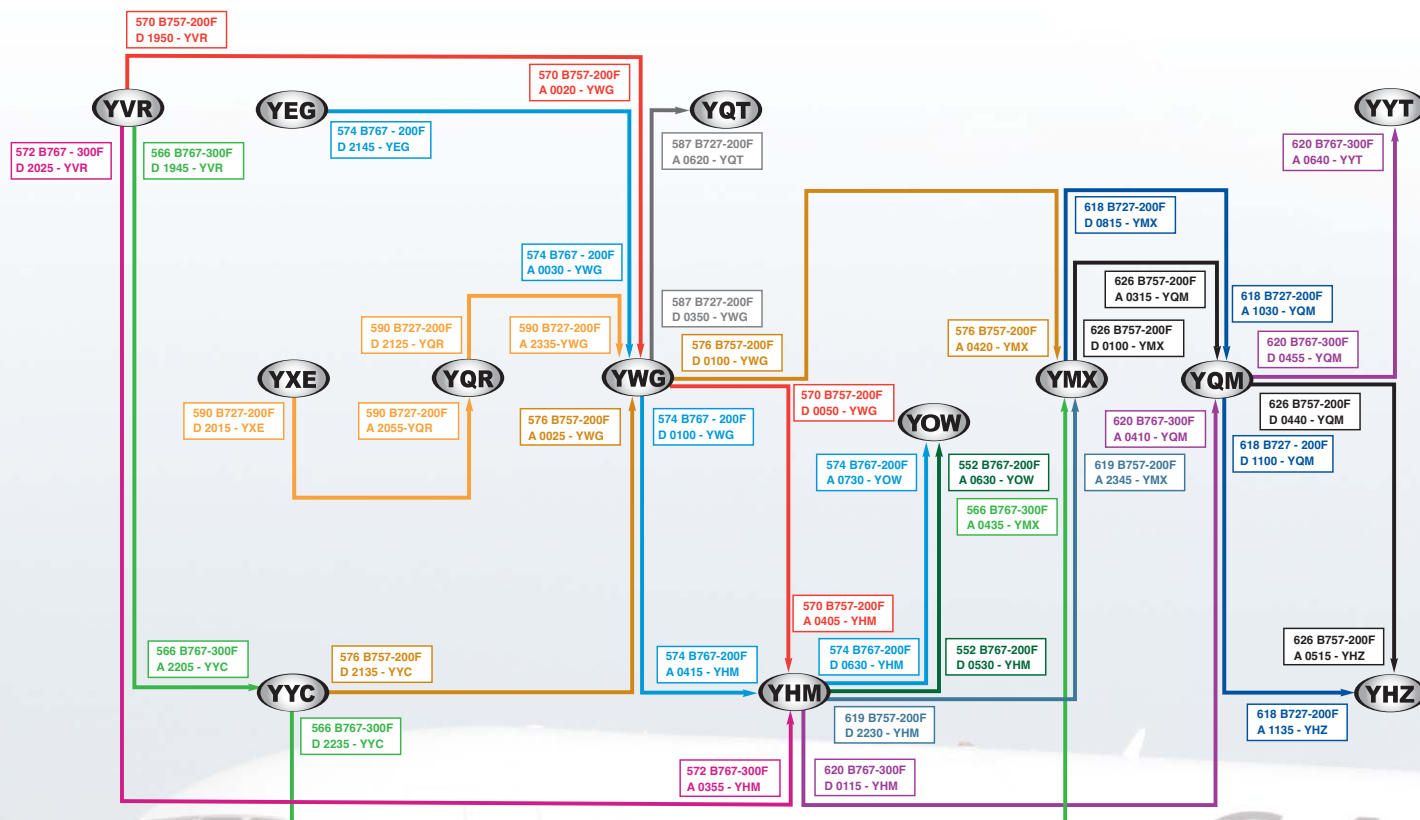 570 B757-200F
D 1950 - YVR
570 B757-200F
A 0020 - YWG
YVR
YEG
YQT
YYT
574 B767 - 200F
D 2145 - YEG
572 B767 - 300F
D 2025 - YVR
566 B767-300F
D 1945 - YVR
587 B727-200F
A 0620 - YQT
620 B767-300F
A 0640 - YYT
618 B727-200F
D 0815 - YMX
574 B767 - 200F
A 0030 - YWG
626 B757-200F
A 0315 - YQM
618 B727-200F
A 1030 - YQM
587 B727-200F
D 0350 - YWG
590 B727-200F
D 2125 - YQR
590 B727-200F
A 2335-YWG
576 B757-200F
D 0100 - YWG
576 B757-200F
A 0420 - YMX
626 B757-200F
D 0100 - YMX
620 B767-300F
D 0455 - YQM
YXE
YQR
YWG
YMX
YQM
590 B727-200F
D 2015 - YXE
590 B727-200F
A 2055-YQR
576 B757-200F
A 0025 - YWG
574 B767 - 200F
D 0100 - YWG
570 B757-200F
D 0050 - YWG
YOW
620 B767-300F
A 0410 - YQM
626 B757-200F
D 0440 - YQM
618 B727 - 200F
D 1100 - YQM
574 B767-200F
A 0730 - YOW
552 B767-200F
A 0630 - YOW
619 B757-200F
A 2345 - YMX
566 B767-300F
A 0435 - YMX
570 B757-200F
A 0405 - YHM
566 B767-300F
A 2205 - YYC
576 B757-200F
D 2135 - YYC
574 B767-200F
A 0415 - YHM
574 B767-200F
D 0630 - YHM
552 B767-200F
D 0530 - YHM
626 B757-200F
A 0515 - YHZ
YYC
YHM
YHZ
566 B767-300F
D 2235 - YYC
619 B757-200F
D 2230 - YHM
618 B727-200F
A 1135 - YHZ
572 B767-300F
A 0355 - YHM
620 B767-300F
D 0115 - YHM